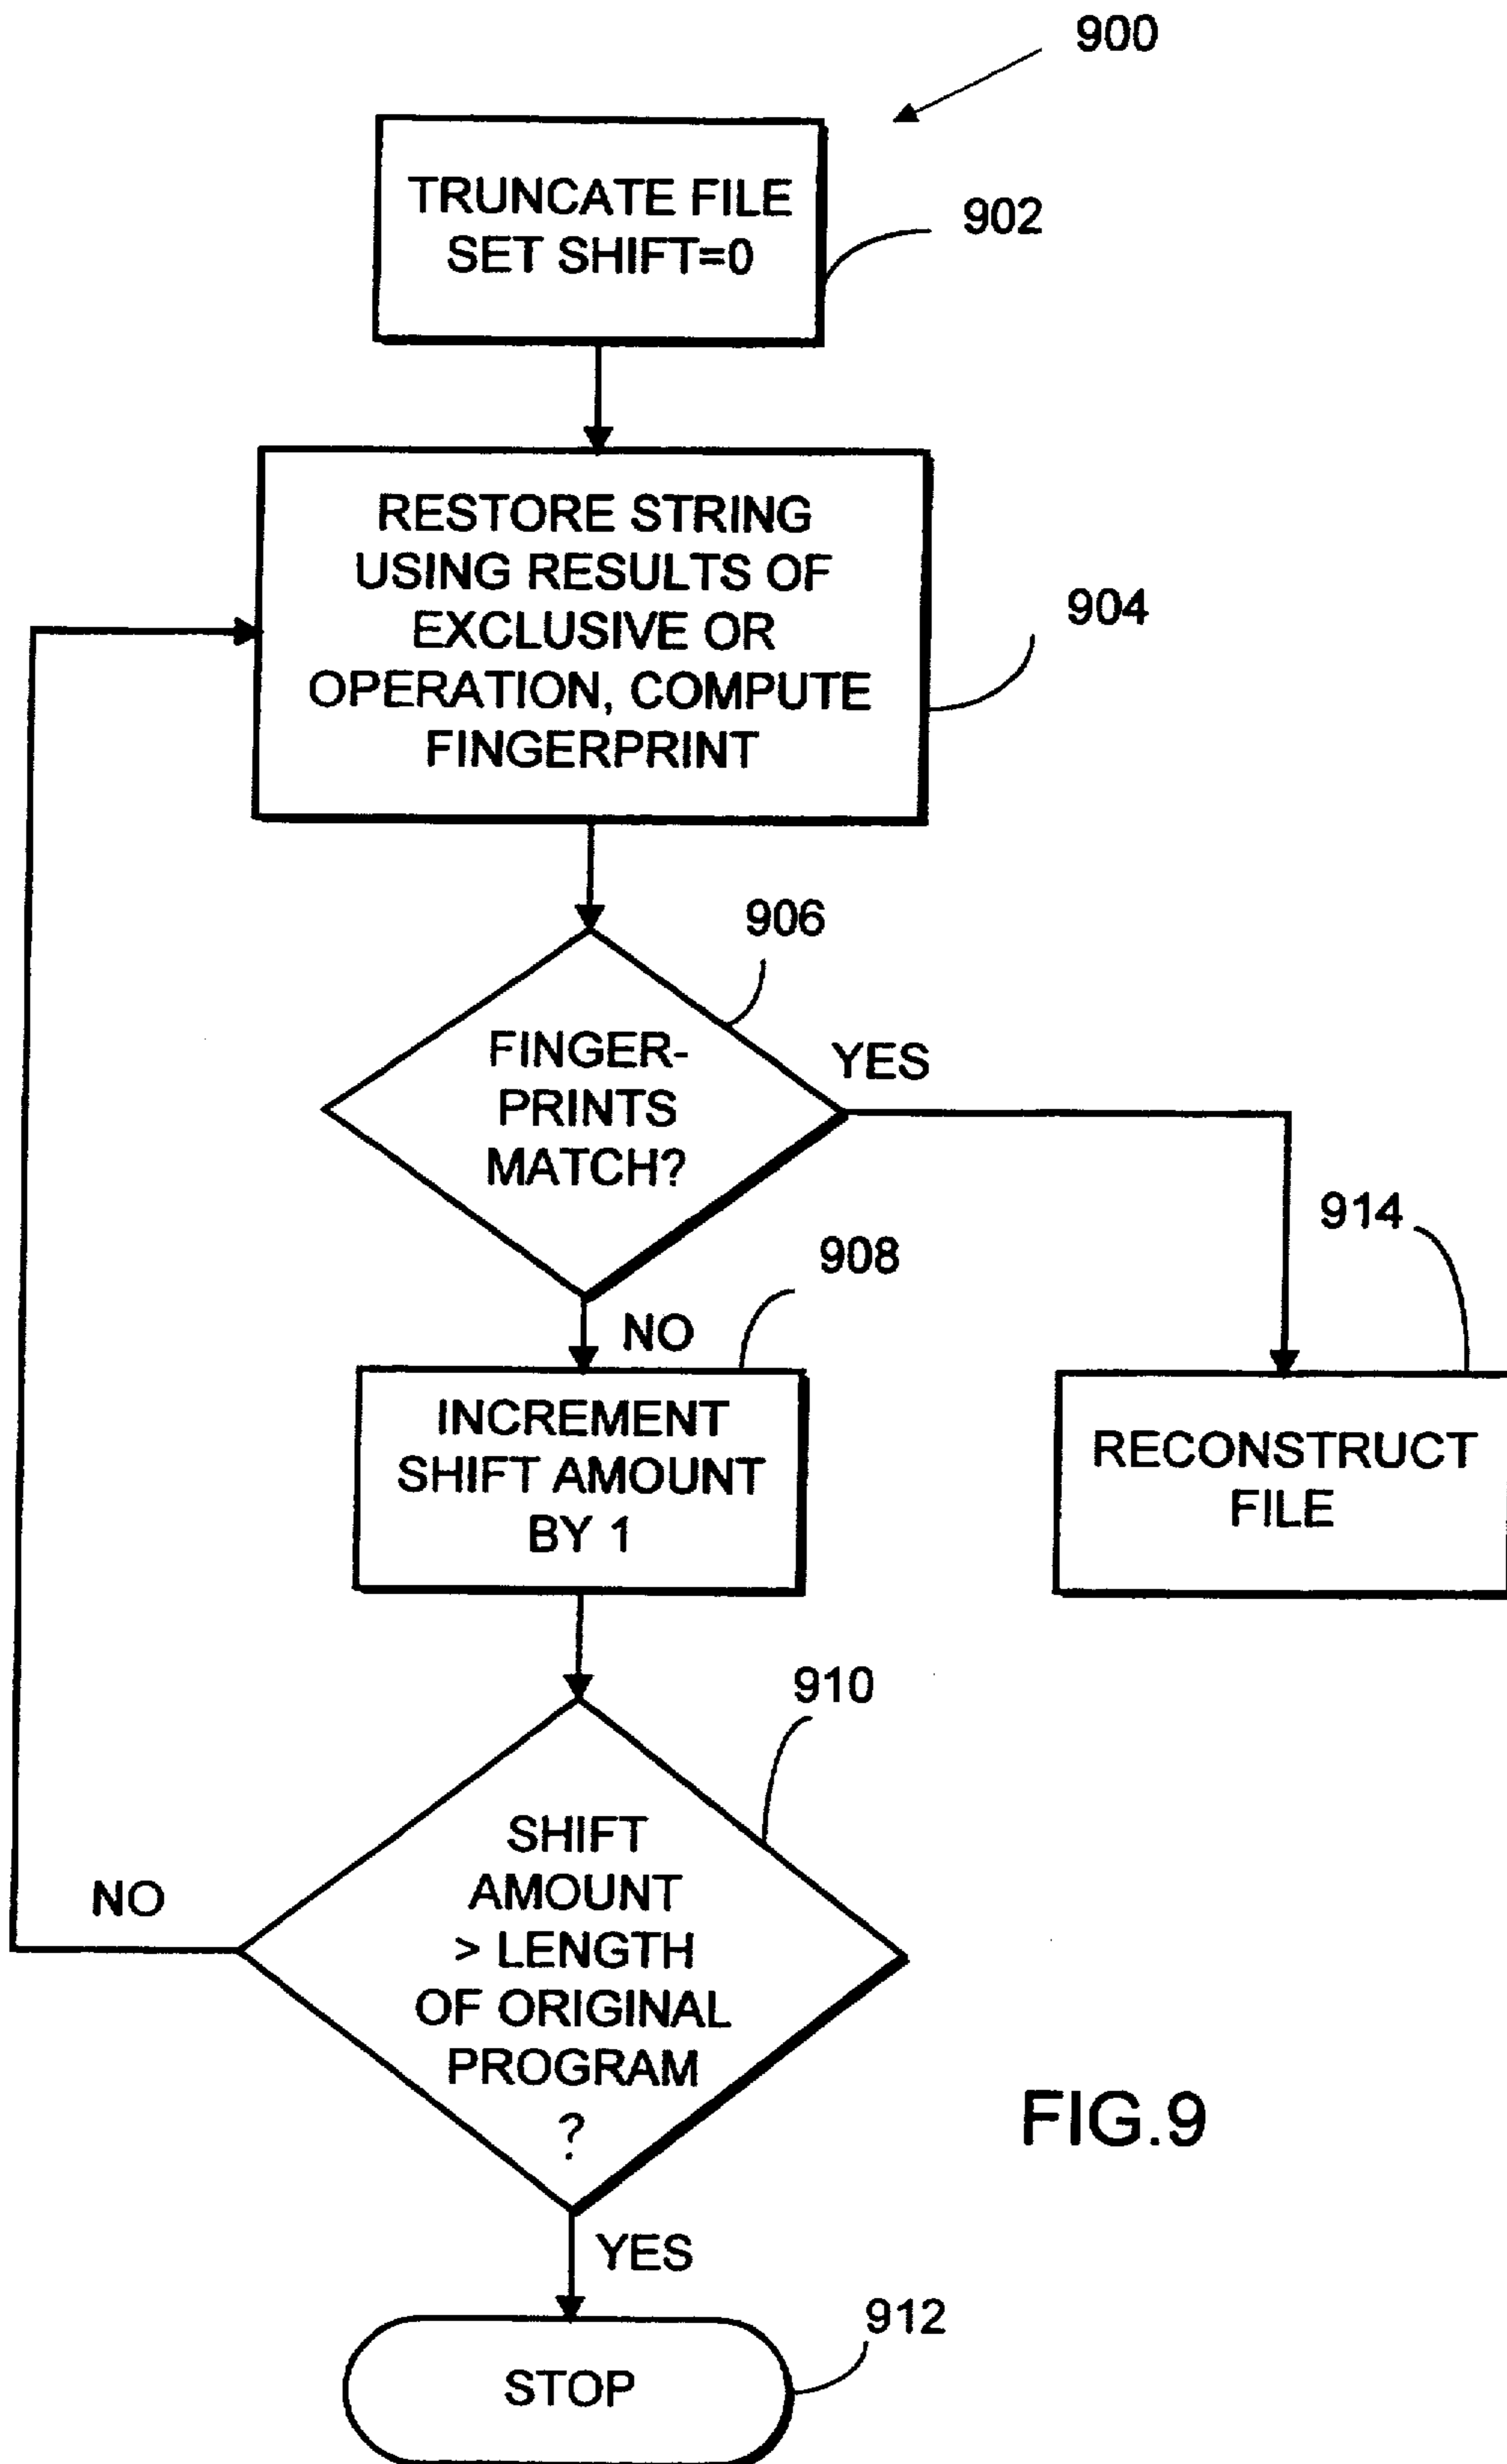 900
TRUNCATE FILE
SET SHIFT=0
902
RESTORE STRING
USING RESULTS OF
EXCLUSIVE OR
OPERATION, COMPUTE
FINGERPRINT
904
906
FINGER-
PRINTS
MATCH?
YES
914
908
NO
INCREMENT
SHIFT AMOUNT
BY 1
RECONSTRUCT
FILE
910
SHIFT
AMOUNT
> LENGTH
OF ORIGINAL
PROGRAM
?
NO
FIG.9
YES
912
STOP